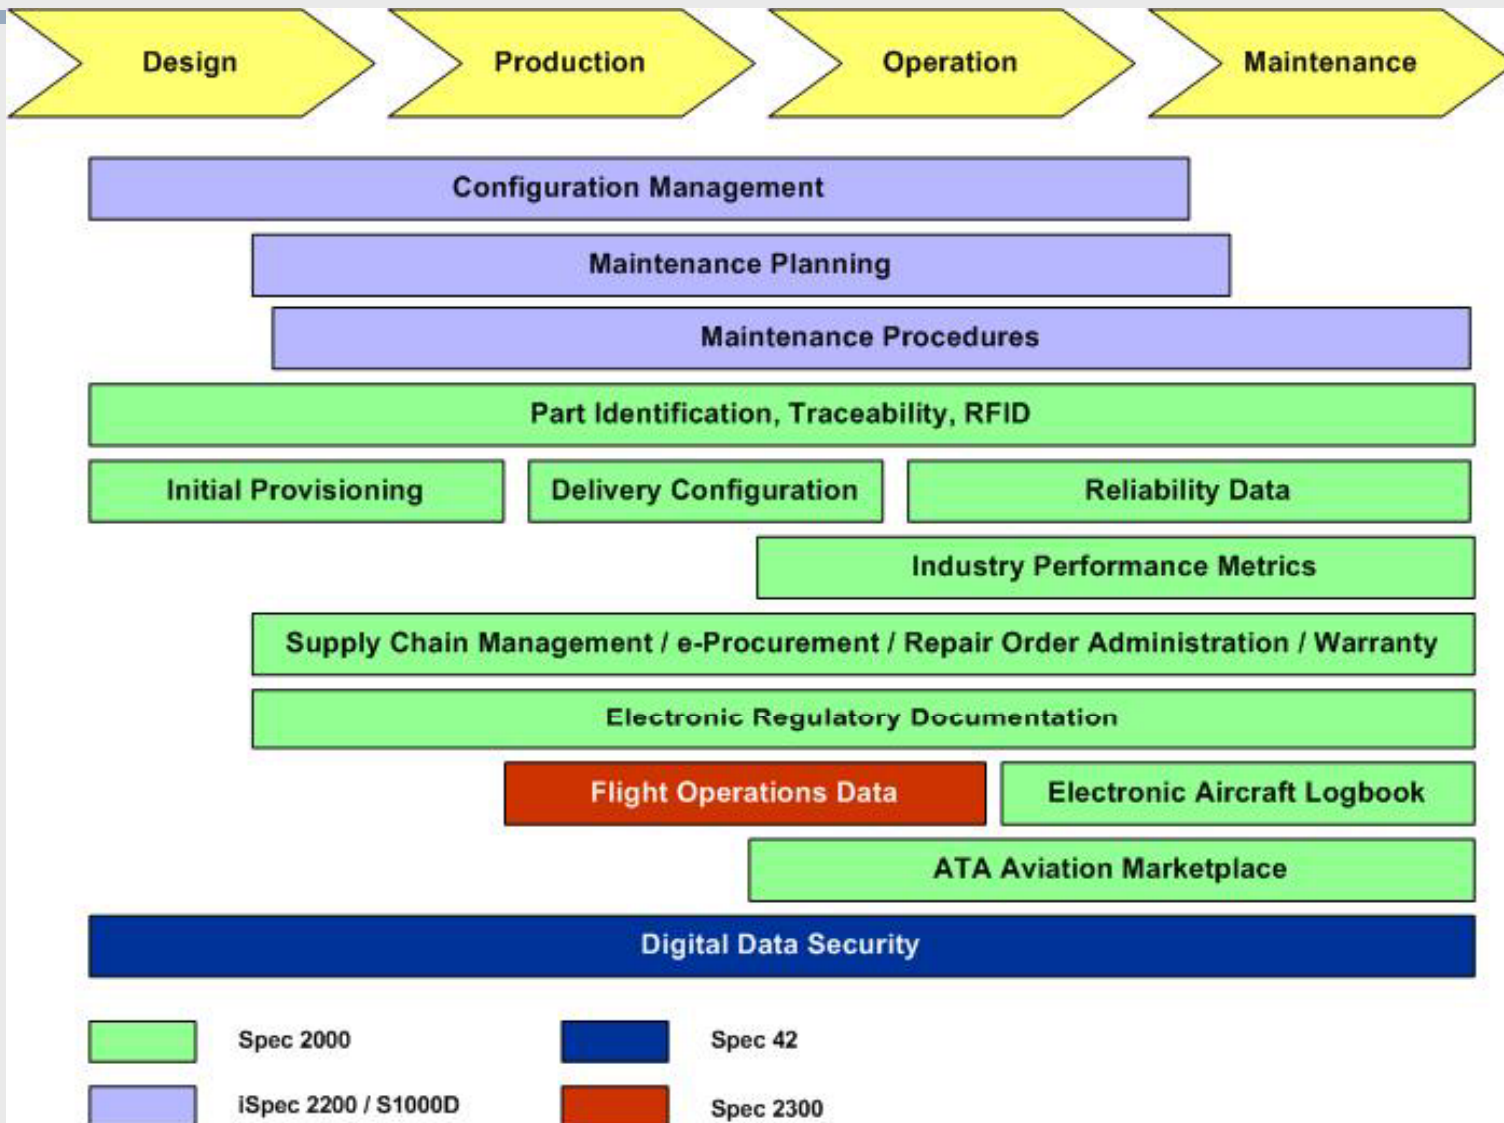 Design
Production
Operation
Maintenance
Configuration Management
Maintenance Planning
Maintenance Procedures
Part Identification, Traceability, RFID
Initial Provisioning
Delivery Configuration
Reliability Data
Industry Performance Metrics
Supply Chain Management / e-Procurement / Repair Order Administration / Warranty
Electronic Regulatory Documentation
Flight Operations Data
Electronic Aircraft Logbook
ATA Aviation Marketplace
Digital Data Security
Spec 2000
Spec 42
iSpec 2200 / S1000D
Spec 2300